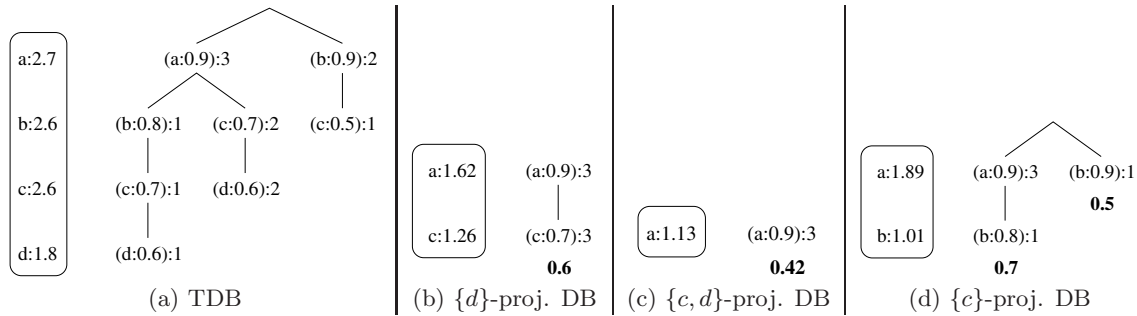 a:2.7 (a:0.9):3 (b:0.9):2
b:2.6 (b:0.8):1 (c:0.7):2 (c:0.5):1
c:2.6 (c:0.7):1 (d:0.6):2
d:1.8 (d:0.6):1
(a) TDB
a:1.62 (a:0.9):3
c:1.26 (c:0.7):3
0.6
(b) {d}-proj. DB
a:1.13 (a:0.9):3
0.42
(c) {c, d}-proj. DB
a:1.89 (a:0.9):3 (b:0.9):1
0.5
b:1.01 (b:0.8):1
0.7
(d) {c}-proj. DB